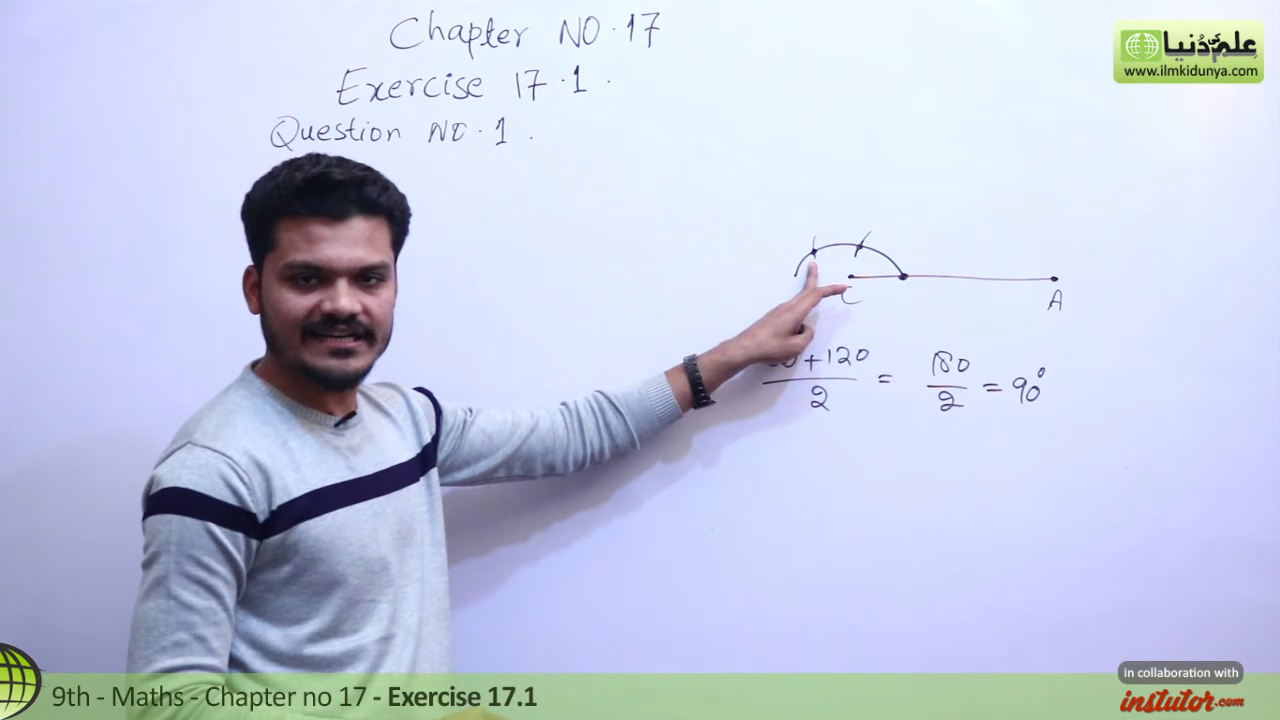 Chapter NO. 17
Exercise 17.1.
Question NO. 1.
علم کی دُنیا
www.ilmkidunya.com
C
A
+120
2
=
180
2
= 90°
In collaboration with
instutor.com
9th - Maths - Chapter no 17 - Exercise 17.1